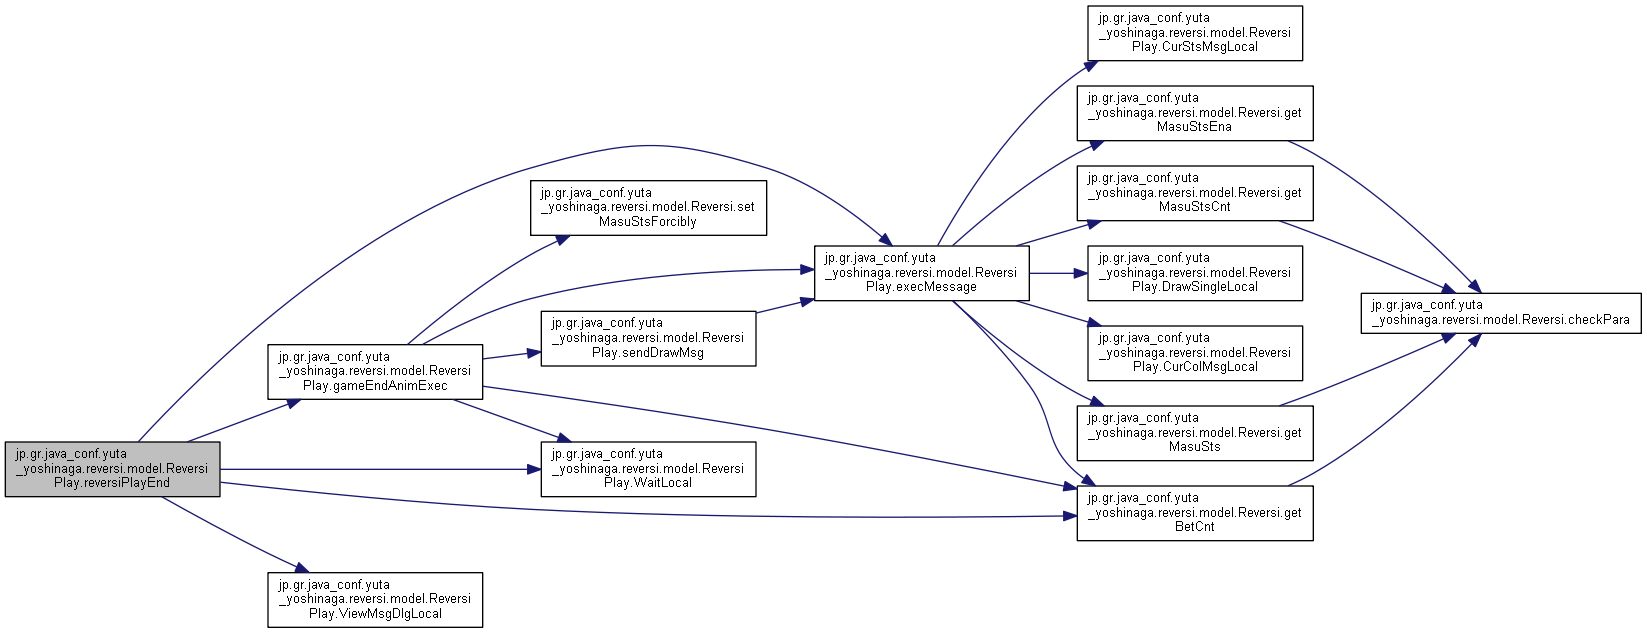 jp.gr.java_conf.yuta
_yoshinaga.reversi.model.Reversi
Play.reversiPlayEnd
jp.gr.java_conf.yuta
_yoshinaga.reversi.model.Reversi
Play.gameEndAnimExec
jp.gr.java_conf.yuta
_yoshinaga.reversi.model.Reversi
Play.ViewMsgDlgLocal
jp.gr.java_conf.yuta
_yoshinaga.reversi.model.Reversi.set
MasuStsForcibly
jp.gr.java_conf.yuta
_yoshinaga.reversi.model.Reversi
Play.sendDrawMsg
jp.gr.java_conf.yuta
_yoshinaga.reversi.model.Reversi
Play.WaitLocal
jp.gr.java_conf.yuta
_yoshinaga.reversi.model.Reversi
Play.execMessage
jp.gr.java_conf.yuta
_yoshinaga.reversi.model.Reversi
Play.CurStsMsgLocal
jp.gr.java_conf.yuta
_yoshinaga.reversi.model.Reversi.get
MasuStsEna
jp.gr.java_conf.yuta
_yoshinaga.reversi.model.Reversi.get
MasuStsCnt
jp.gr.java_conf.yuta
_yoshinaga.reversi.model.Reversi
Play.DrawSingleLocal
jp.gr.java_conf.yuta
_yoshinaga.reversi.model.Reversi
Play.CurColMsgLocal
jp.gr.java_conf.yuta
_yoshinaga.reversi.model.Reversi.get
MasuSts
jp.gr.java_conf.yuta
_yoshinaga.reversi.model.Reversi.get
BetCnt
jp.gr.java_conf.yuta
_yoshinaga.reversi.model.Reversi.checkPara